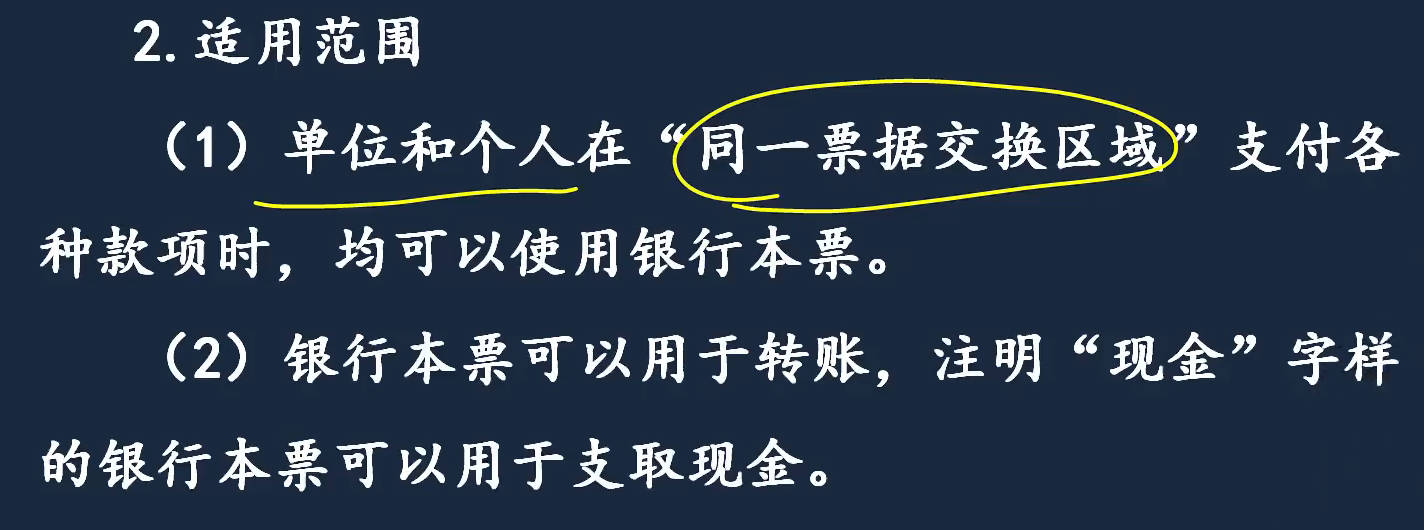 2.适用范围
（1）单位和个人在“同一票据交换区域”支付各
种款项时，均可以使用银行本票。
（2）银行本票可以用于转账，注明“现金”字样
的银行本票可以用于支取现金。